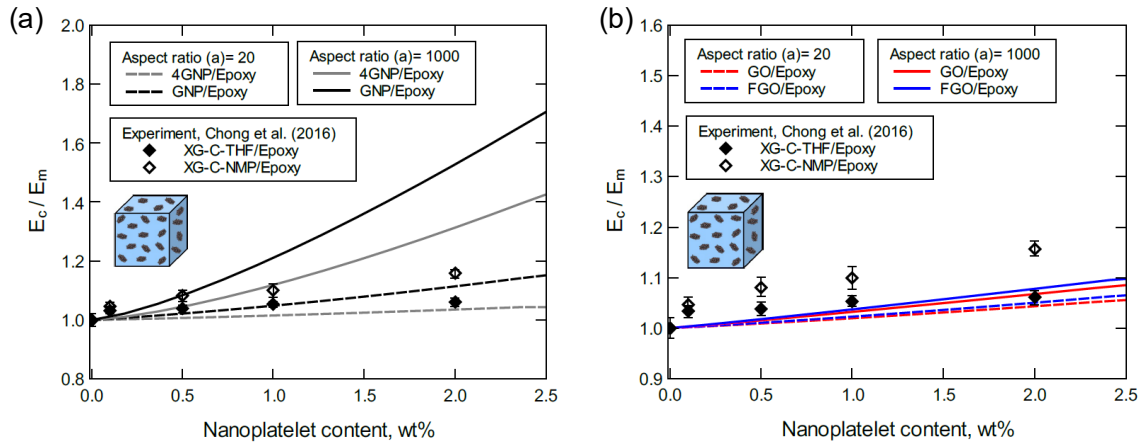 (a)
2.0
1.8
1.6
1.4
1.2
1.0
0.8
E_c / E_m
Aspect ratio (a)= 20
4GNP/Epoxy
GNP/Epoxy
Aspect ratio (a)= 1000
4GNP/Epoxy
GNP/Epoxy
Experiment, Chong et al. (2016)
XG-C-THF/Epoxy
XG-C-NMP/Epoxy
0.0 0.5 1.0 1.5 2.0 2.5
Nanoplatelet content, wt%
(b)
1.6
1.5
1.4
1.3
1.2
1.1
1.0
0.9
E_c / E_m
Aspect ratio (a)= 20
GO/Epoxy
FGO/Epoxy
Aspect ratio (a)= 1000
GO/Epoxy
FGO/Epoxy
Experiment, Chong et al. (2016)
XG-C-THF/Epoxy
XG-C-NMP/Epoxy
0.0 0.5 1.0 1.5 2.0 2.5
Nanoplatelet content, wt%